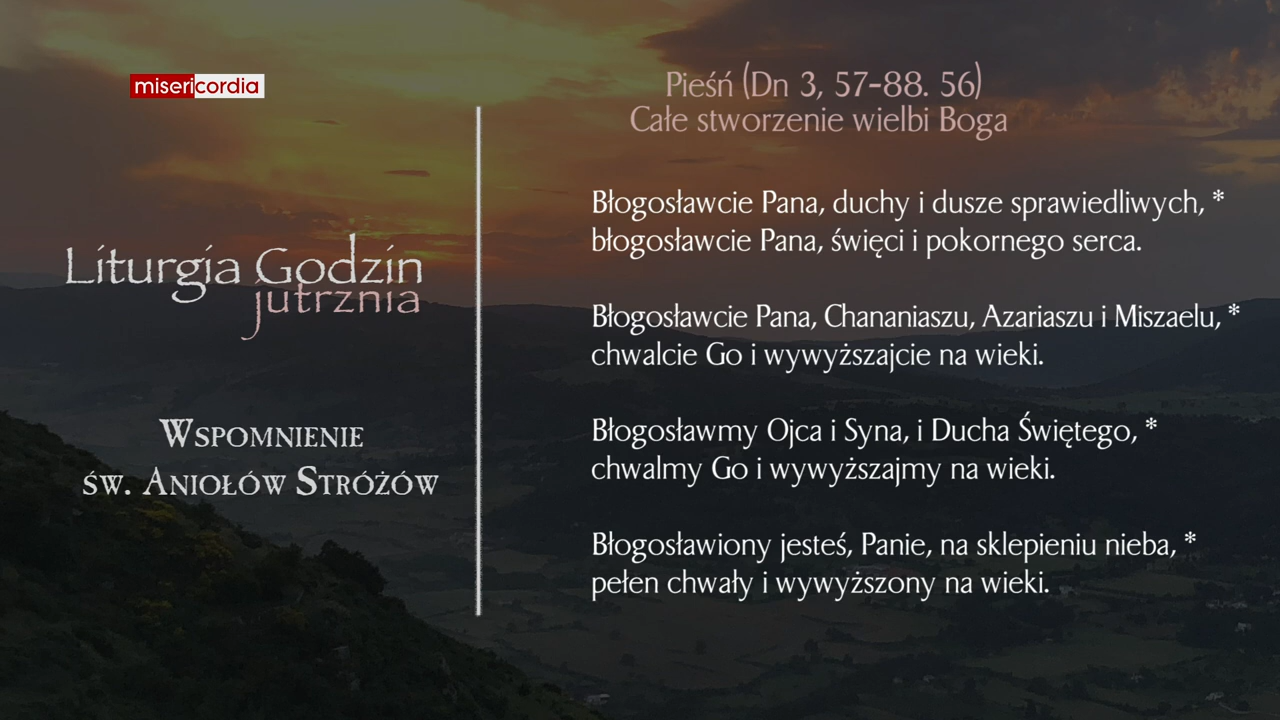 misericordia
Liturgia Godzin
jutrznia
Wspomnienie
św. Aniołów Stróżów
Pieśń (Dn 3, 57-88. 56)
Całe stworzenie wielbi Boga
Błogosławcie Pana, duchy i dusze sprawiedliwych, *
błogosławcie Pana, święci i pokornego serca.
Błogosławcie Pana, Chananiaszu, Azariaszu i Miszaelu, *
chwalcie Go i wywyższajcie na wieki.
Błogosławmy Ojca i Syna, i Ducha Świętego, *
chwalmy Go i wywyższajmy na wieki.
Błogosławiony jesteś, Panie, na sklepieniu nieba, *
pełen chwały i wywyższony na wieki.